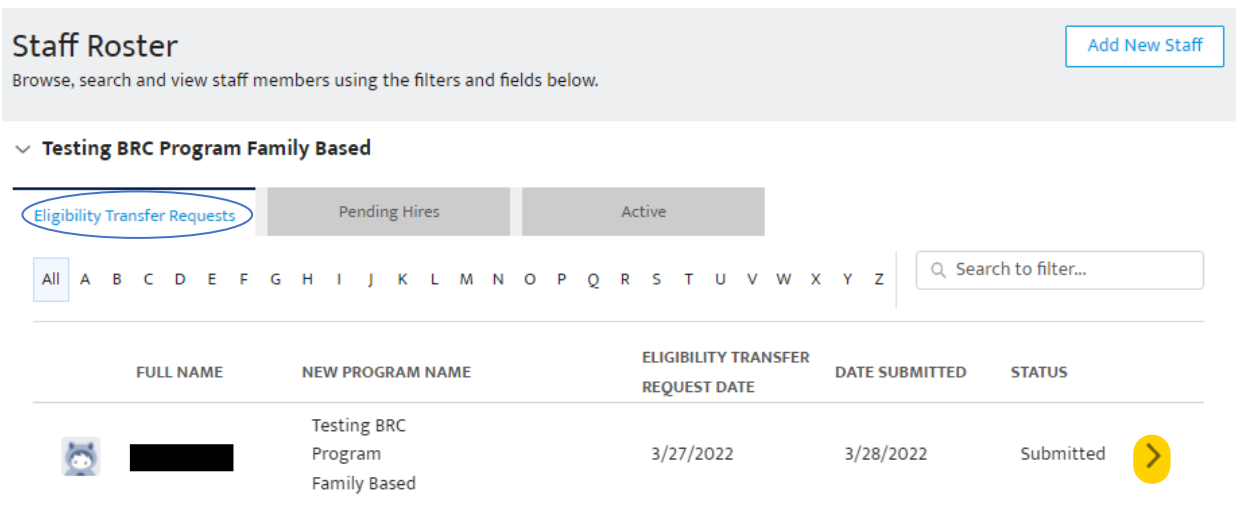 Staff Roster
Add New Staff
Browse, search and view staff members using the filters and fields below.
Testing BRC Program Family Based
Eligibility Transfer Requests
Pending Hires
Active
All A B C D E F G H I J K L M N O P Q R S T U V W X Y Z
Search to filter...
FULL NAME
NEW PROGRAM NAME
ELIGIBILITY TRANSFER
REQUEST DATE
DATE SUBMITTED
STATUS
Testing BRC
Program
Family Based
3/27/2022
3/28/2022
Submitted